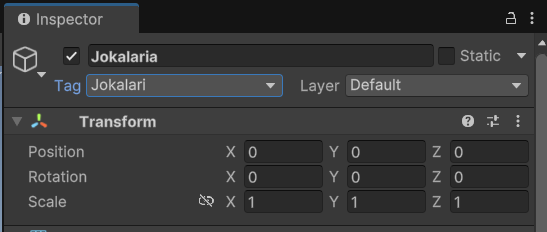 Inspector
Jokalaria Static
Tag Jokalari Layer Default
Transform
Position X 0 Y 0 Z 0
Rotation X 0 Y 0 Z 0
Scale X 1 Y 1 Z 1